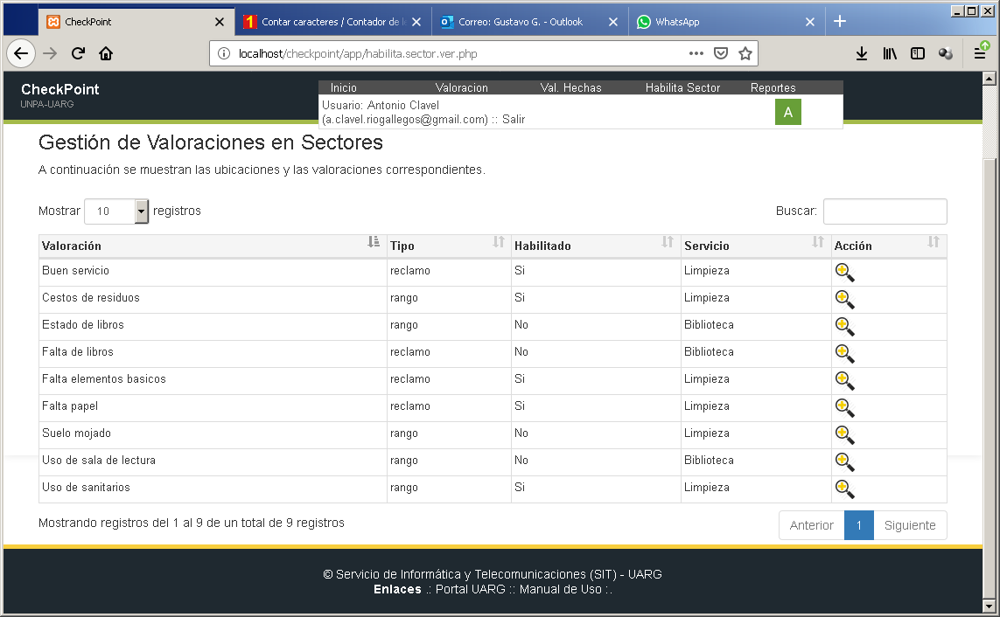 CheckPoint
Contar caracteres / Contador de l
Correo: Gustavo G. - Outlook
WhatsApp
localhost/checkpoint/app/habilita.sector.ver.php
CheckPoint
UNPA-UARG
Inicio Valoracion Val. Hechas Habilita Sector Reportes
Usuario: Antonio Clavel
(a.clavel.riogallegos@gmail.com) :: Salir
A
Gestión de Valoraciones en Sectores
A continuación se muestran las ubicaciones y las valoraciones correspondientes.
Mostrar 10 registros Buscar:
Valoración Tipo Habilitado Servicio Acción
Buen servicio reclamo Si Limpieza
Cestos de residuos rango Si Limpieza
Estado de libros rango No Biblioteca
Falta de libros reclamo No Biblioteca
Falta elementos basicos reclamo Si Limpieza
Falta papel reclamo Si Limpieza
Suelo mojado rango No Limpieza
Uso de sala de lectura rango No Biblioteca
Uso de sanitarios rango Si Limpieza
Mostrando registros del 1 al 9 de un total de 9 registros
Anterior 1 Siguiente
© Servicio de Informática y Telecomunicaciones (SIT) - UARG
Enlaces .: Portal UARG :: Manual de Uso :.